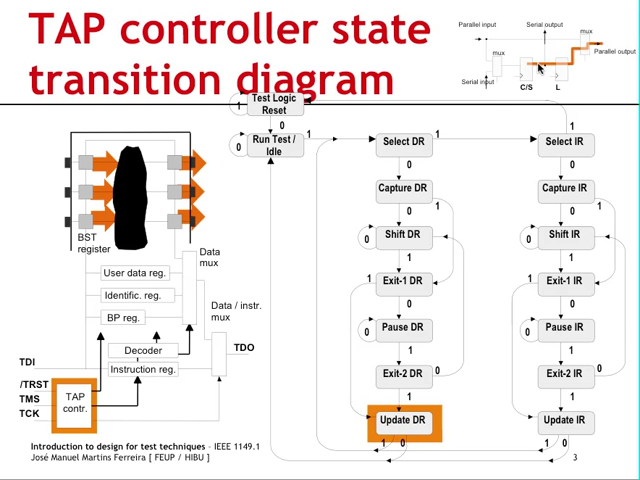 TAP controller state
transition diagram
Parallel input
Serial output
mux
mux
Parallel output
Serial input
C/S
L
Test Logic
Reset
1
0
Run Test /
Idle
0
1
Select DR
1
0
Capture DR
1
0
Shift DR
0
1
Exit-1 DR
1
0
Pause DR
0
1
Exit-2 DR
0
1
Update DR
1 0
1
Select IR
0
Capture IR
1
0
Shift IR
0
1
Exit-1 IR
1
0
Pause IR
0
1
Exit-2 IR
0
1
Update IR
1 0
BST
register
Data
mux
User data reg.
Identific. reg.
BP reg.
Data / instr.
mux
Decoder
Instruction reg.
TDO
TDI
/TRST
TMS
TCK
TAP
contr.
Introduction to design for test techniques – IEEE 1149.1
José Manuel Martins Ferreira [ FEUP / HIBU ]
3